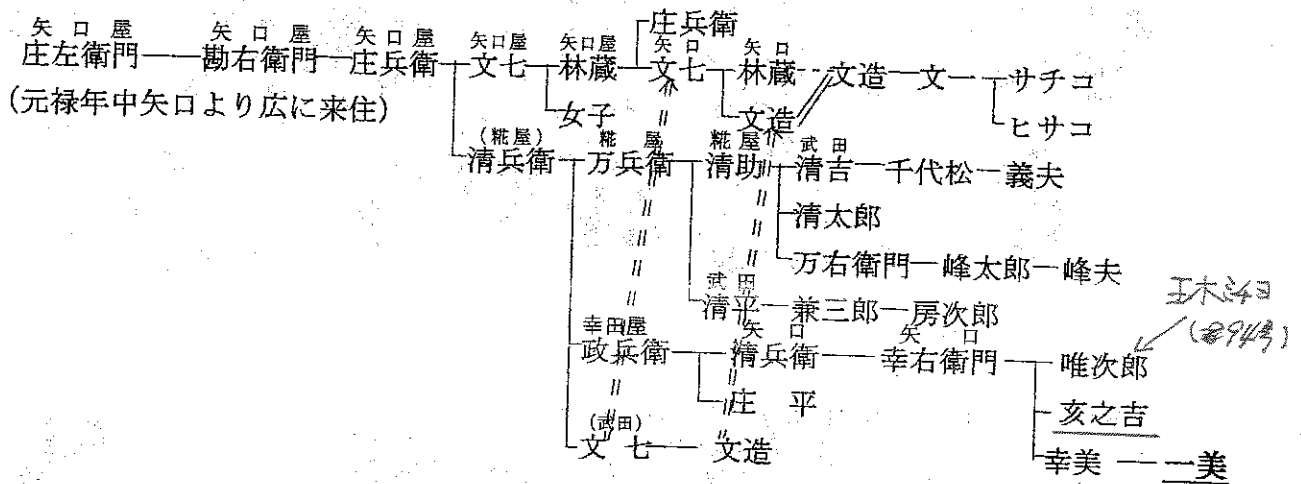 庄兵衛
矢口屋 矢口屋 矢口屋 矢口屋 矢口屋 矢口 矢口
庄左衛門 勘右衛門 庄兵衛 文七 林蔵 文七 林蔵 文造 文一 サチコ
(元禄年中矢口より広に来住) 女子 文造 ヒサコ
(糀屋) 糀屋 糀屋 武田
清兵衛 万兵衛 清助 清吉 千代松 義夫
清太郎
万右衛門 峰太郎 峰夫
武田
清平 兼三郎 房次郎
幸田屋 矢口 矢口
政兵衛 清兵衛 幸右衛門 唯次郎
庄平 亥之吉
(武田)
文七 文造 幸美 一美